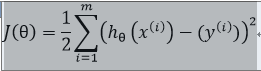 J(θ) = 1/2 ∑_{i=1}^{m} (h_θ (x^{(i)}) − (y^{(i)}))^2